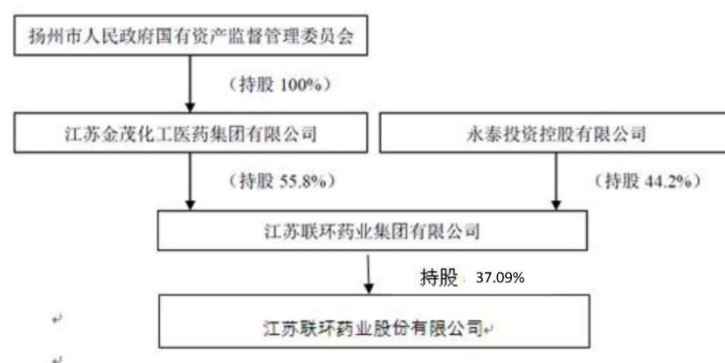 扬州市人民政府国有资产监督管理委员会
（持股 100%）
江苏金茂化工医药集团有限公司
永泰投资控股有限公司
（持股 55.8%）
（持股 44.2%）
江苏联环药业集团有限公司
持股 37.09%
江苏联环药业股份有限公司